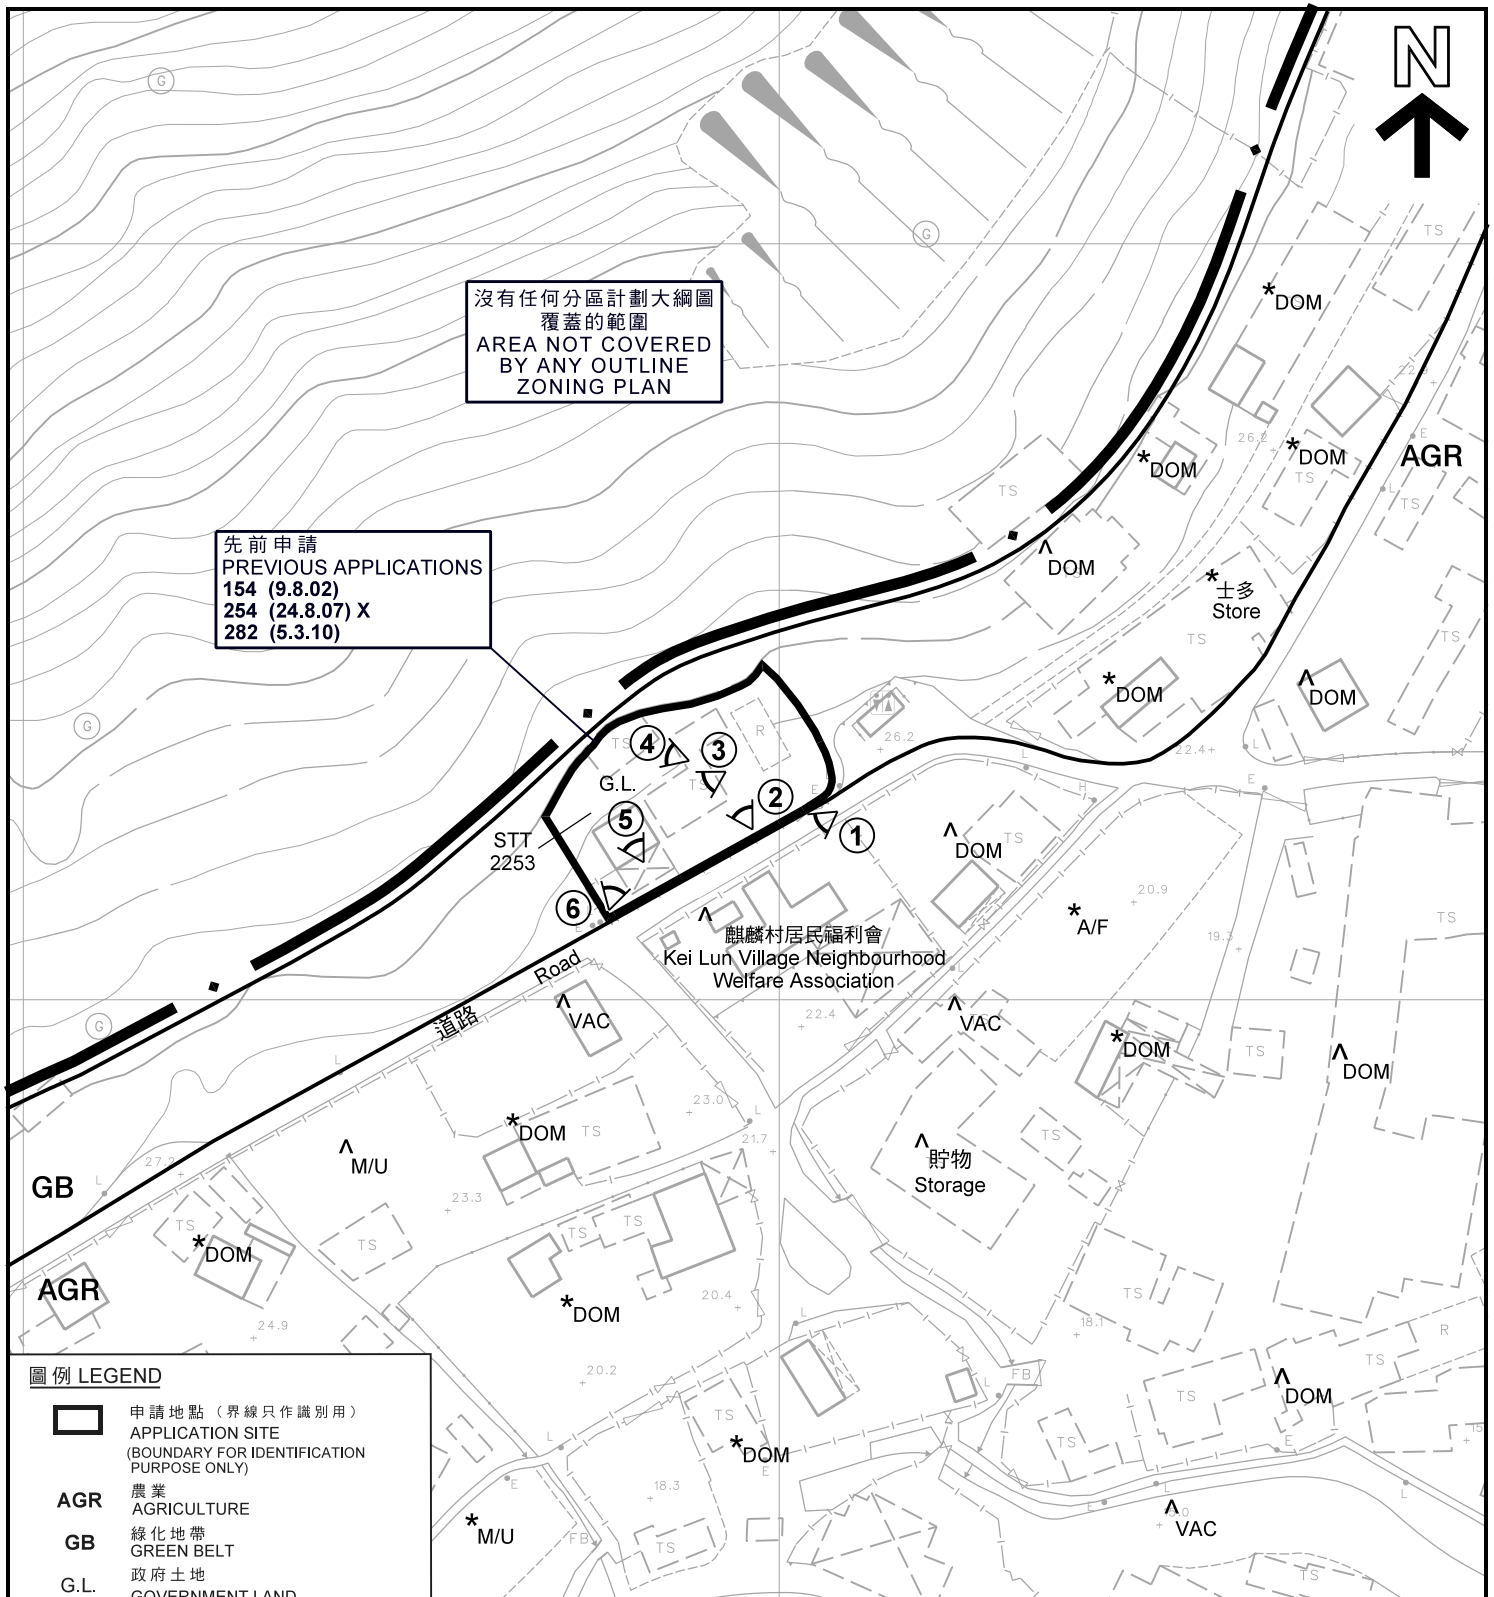 N
G
G
TS
*DOM
沒有任何分區計劃大綱圖
覆蓋的範圍
AREA NOT COVERED
BY ANY OUTLINE
ZONING PLAN
E
26.2
*DOM
*DOM
AGR
TS
L
TS
TS
先前申請
PREVIOUS APPLICATIONS
154 (9.8.02)
254 (24.8.07) X
282 (5.3.10)
^DOM
TS
*士多
Store
TS
TS
*DOM
^DOM
G
TS
④
③
R
26.2
22.4
L
L
E
G.L.
TS
②
E
H
①
⑤
STT
2253
^DOM
TS
⑥
E
E
20.9
*A/F
TS
19.3
^
麒麟村居民福利會
Kei Lun Village Neighbourhood
Welfare Association
L
道路 Road
G
^VAC
22.4
^VAC
TS
*DOM
TS
^DOM
L
23.0
L
*DOM
TS
21.7
TS
^M/U
^貯物
Storage
GB
27.2
L
23.3
TS
*DOM
TS
TS
TS
AGR
*DOM
20.4
24.9
TS
L
18.1
R
TS
20.2
FB
L
^DOM
TS
TS
*DOM
E
TS
E
L
E
18.3
L
E
L
^VAC
*M/U
FB
TS
TS
圖例 LEGEND
申請地點（界線只作識別用）
APPLICATION SITE
(BOUNDARY FOR IDENTIFICATION
PURPOSE ONLY)
AGR 農業
AGRICULTURE
GB 綠化地帶
GREEN BELT
G.L. 政府土地
GOVERNMENT LAND